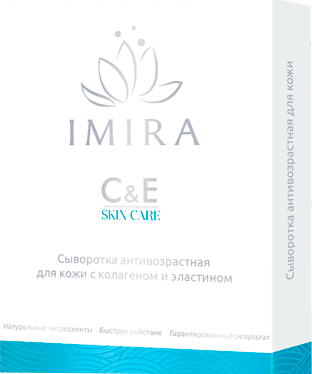 IMIRA
C&E
SKIN CARE
Сыворотка антивозрастная
для кожи с колагеном и эластином
Натуральные ингредиенты Быстрое действие Гарантированный результат
Сыворотка антивозрастная для кожи